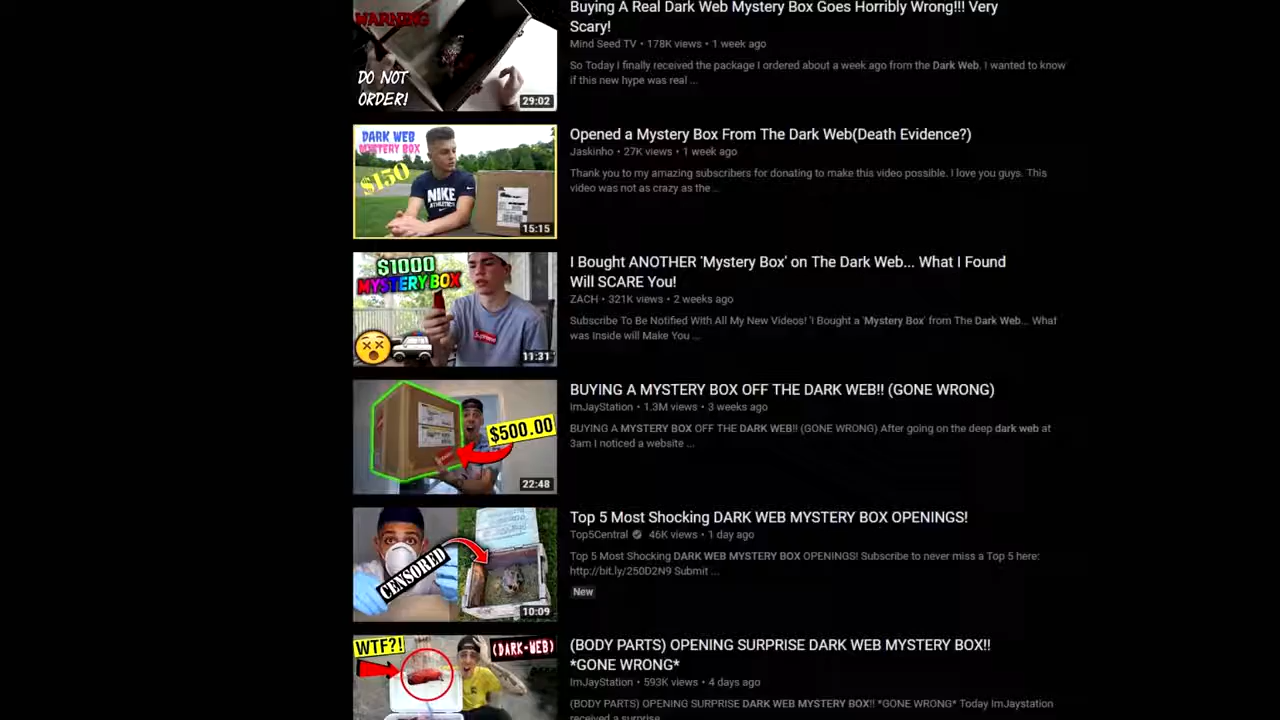 Buying A Real Dark Web Mystery Box Goes Horribly Wrong!!! Very
Scary!
Mind Seed TV • 178K views • 1 week ago
So Today I finally received the package I ordered about a week ago from the Dark Web. I wanted to know
if this new hype was real ...
WARNING
DO NOT
ORDER!
29:02
Opened a Mystery Box From The Dark Web(Death Evidence?)
Jaskinho • 27K views • 1 week ago
Thank you to my amazing subscribers for donating to make this video possible. I love you guys. This
video was not as crazy as the ...
DARK WEB
MYSTERY BOX
$150
NIKE
ATHLETICS
15:15
I Bought ANOTHER 'Mystery Box' on The Dark Web... What I Found
Will SCARE You!
ZACH • 321K views • 2 weeks ago
Subscribe To Be Notified With All My New Videos! 'I Bought a 'Mystery Box' from The Dark Web... What
was Inside will Make You ...
$1000
MYSTERY BOX
Supreme
11:31
BUYING A MYSTERY BOX OFF THE DARK WEB!! (GONE WRONG)
ImJayStation • 1.3M views • 3 weeks ago
BUYING A MYSTERY BOX OFF THE DARK WEB!! (GONE WRONG) After going on the deep dark web at
3am I noticed a website ...
$500.00
22:48
Top 5 Most Shocking DARK WEB MYSTERY BOX OPENINGS!
Top5Central 46K views • 1 day ago
Top 5 Most Shocking DARK WEB MYSTERY BOX OPENINGS! Subscribe to never miss a Top 5 here:
http://bit.ly/250D2N9 Submit ...
New
CENSORED
10:09
(BODY PARTS) OPENING SURPRISE DARK WEB MYSTERY BOX!!
*GONE WRONG*
ImJayStation • 593K views • 4 days ago
(BODY PARTS) OPENING SURPRISE DARK WEB MYSTERY BOX!! *GONE WRONG* Today ImJaystation
received a surprise
WTF?!
(DARK-WEB)